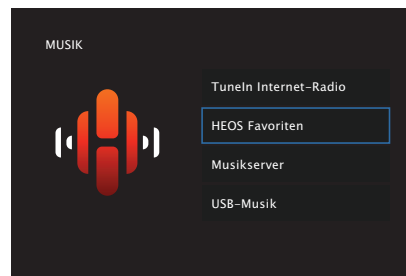 MUSIK
TuneIn Internet-Radio
HEOS Favoriten
Musikserver
USB-Musik